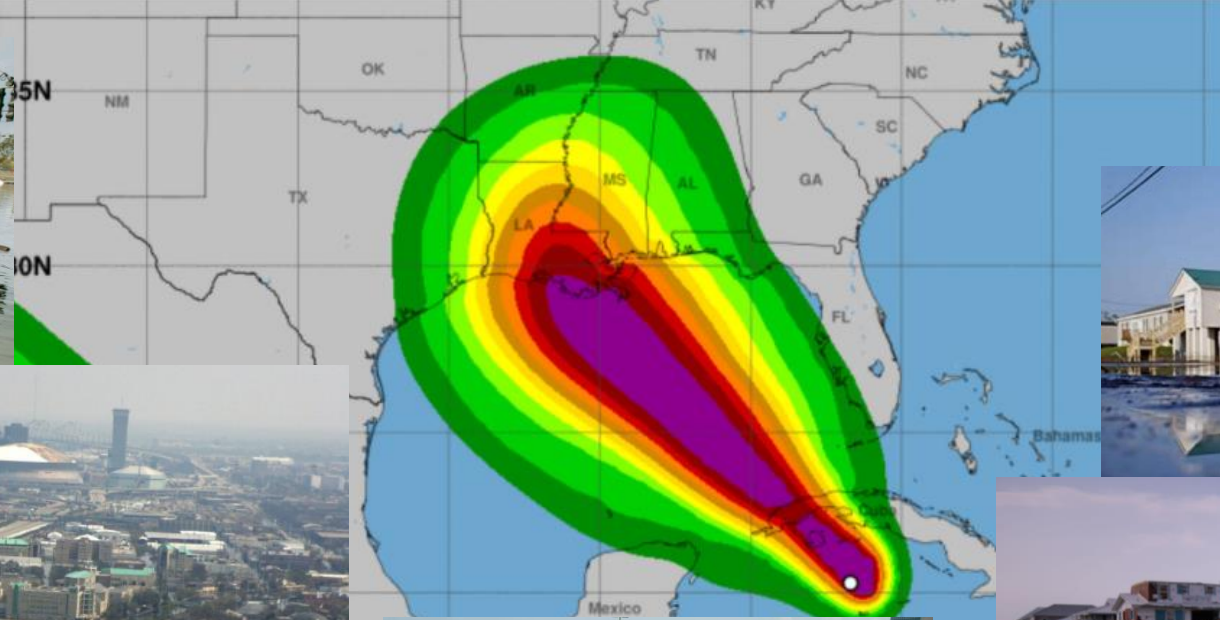 KY
TN
OK
NC
35N
AR
NM
SC
MS
AL
GA
TX
LA
30N
FL
Bahamas
Cuba
Mexico